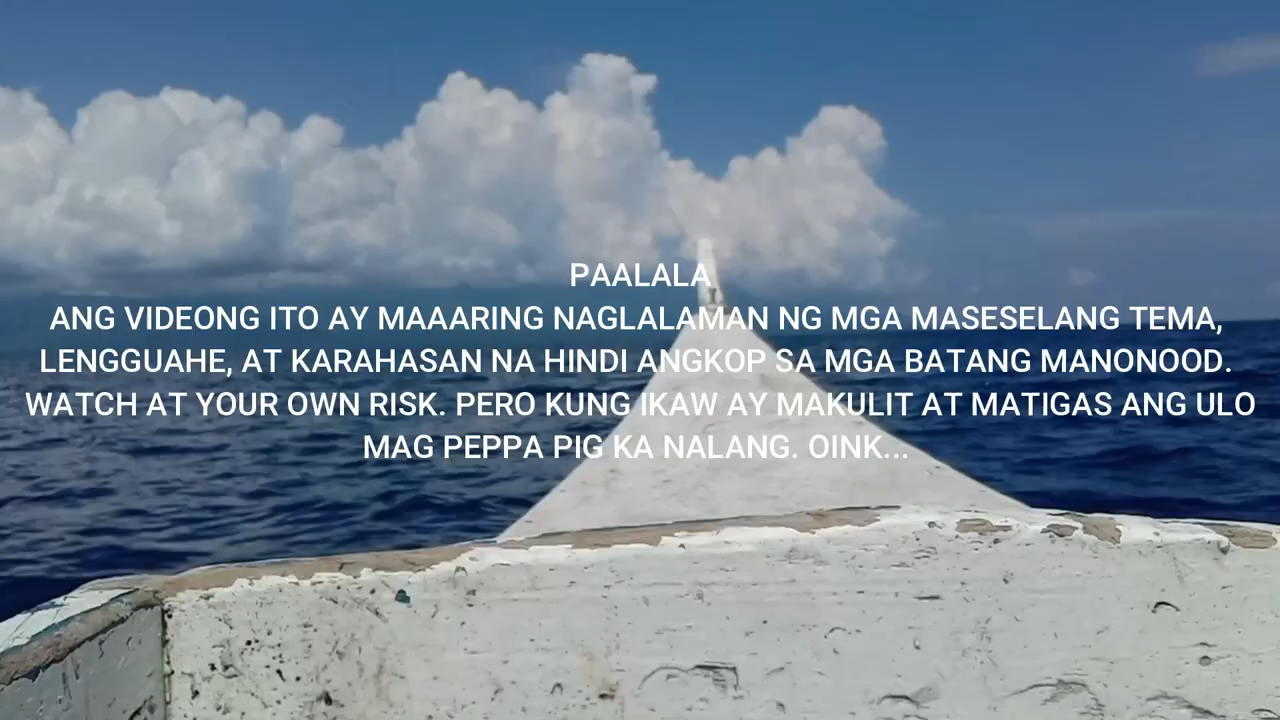 PAALALA
ANG VIDEONG ITO AY MAAARING NAGLALAMAN NG MGA MASESELANG TEMA,
LENGGUAHE, AT KARAHASAN NA HINDI ANGKOP SA MGA BATANG MANONOOD.
WATCH AT YOUR OWN RISK. PERO KUNG IKAW AY MAKULIT AT MATIGAS ANG ULO
MAG PEPPA PIG KA NALANG. OINK...